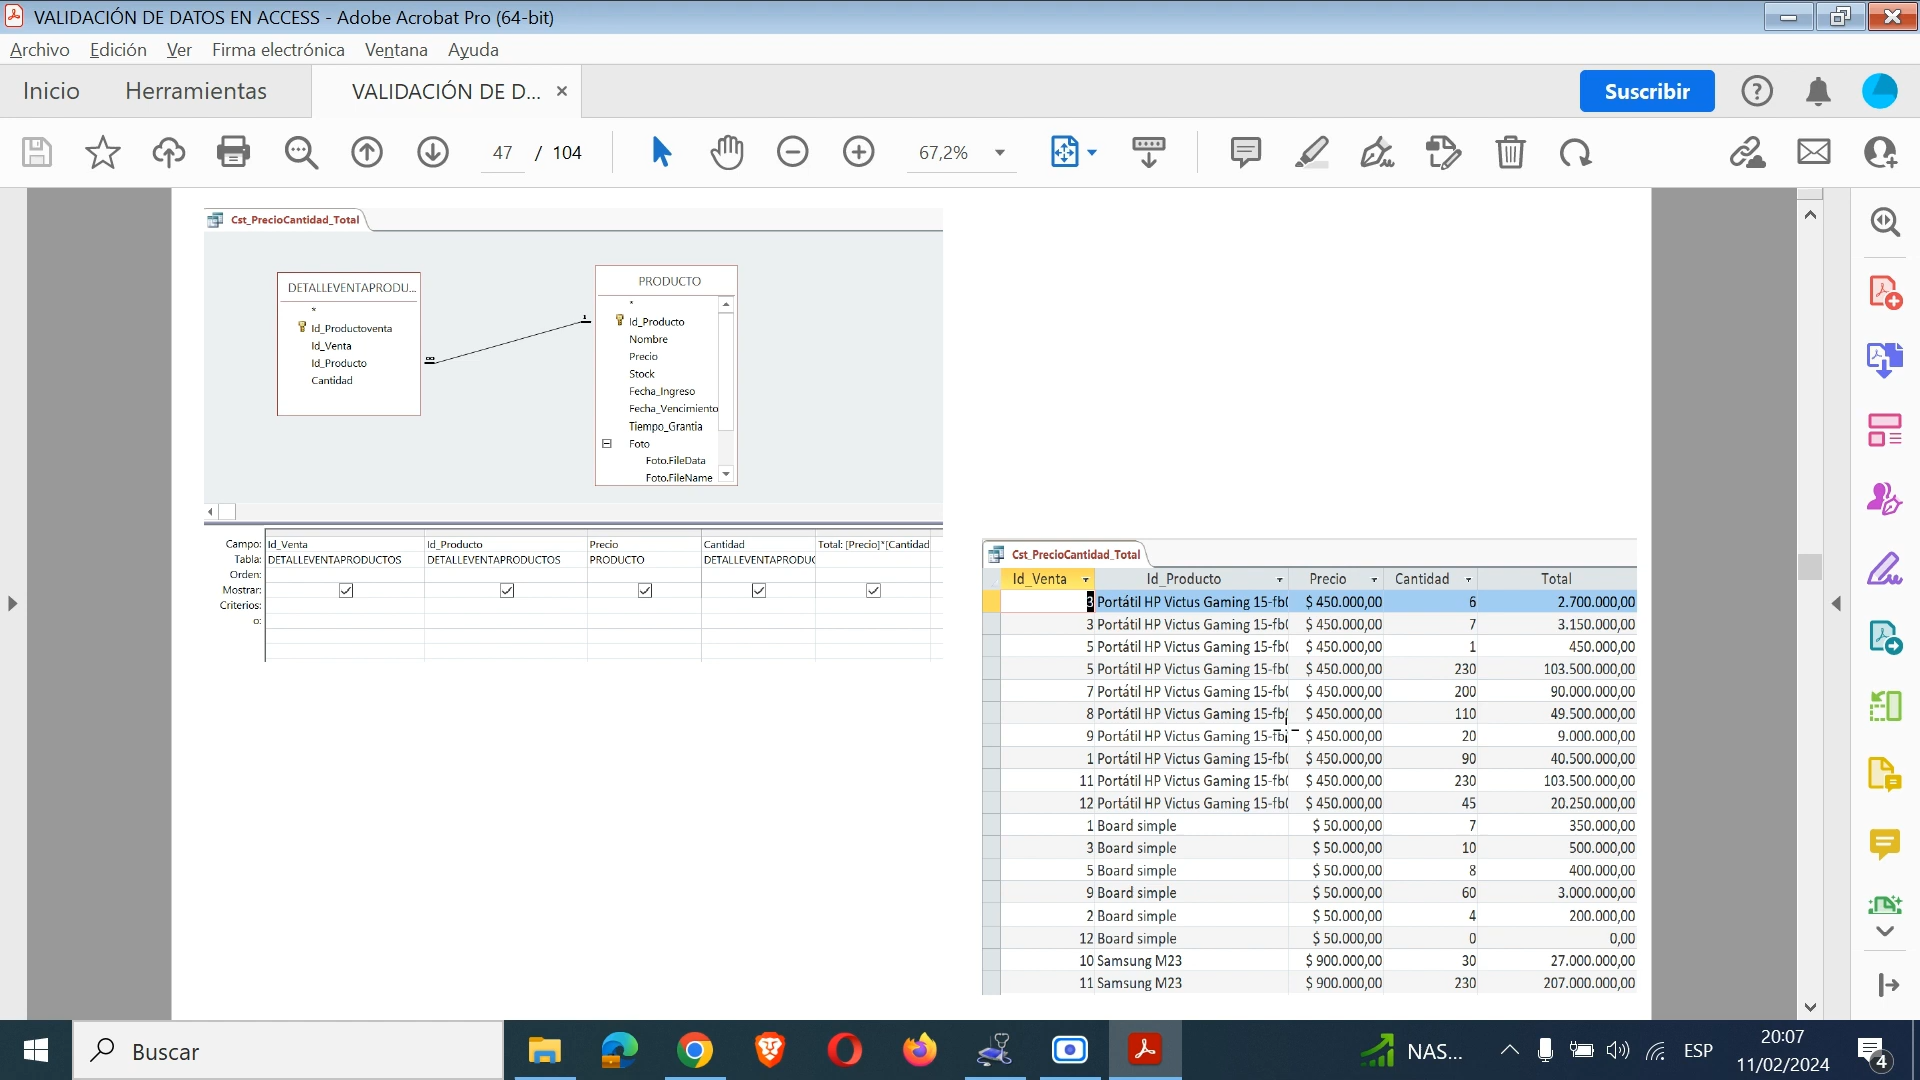 VALIDACIÓN DE DATOS EN ACCESS - Adobe Acrobat Pro (64-bit)
Archivo Edición Ver Firma electrónica Ventana Ayuda
Inicio Herramientas VALIDACIÓN DE D... × Suscribir
47 / 104 67,2%
Cst_PrecioCantidad_Total
DETALLEVENTAPRODU...
*
Id_Productoventa
Id_Venta
Id_Producto
Cantidad
∞
1
PRODUCTO
*
Id_Producto
Nombre
Precio
Stock
Fecha_Ingreso
Fecha_Vencimiento
Tiempo_Grantia
Foto
Foto.FileData
Foto.FileName
Campo: Id_Venta Id_Producto Precio Cantidad Total: [Precio]*[Cantidad
Tabla: DETALLEVENTAPRODUCTOS DETALLEVENTAPRODUCTOS PRODUCTO DETALLEVENTAPRODUC
Orden:
Mostrar:
Criterios:
o:
Cst_PrecioCantidad_Total
Id_Venta Id_Producto Precio Cantidad Total
3 Portátil HP Victus Gaming 15-fb0 $ 450.000,00 6 2.700.000,00
3 Portátil HP Victus Gaming 15-fb0 $ 450.000,00 7 3.150.000,00
5 Portátil HP Victus Gaming 15-fb0 $ 450.000,00 1 450.000,00
5 Portátil HP Victus Gaming 15-fb0 $ 450.000,00 230 103.500.000,00
7 Portátil HP Victus Gaming 15-fb0 $ 450.000,00 200 90.000.000,00
8 Portátil HP Victus Gaming 15-fb $ 450.000,00 110 49.500.000,00
9 Portátil HP Victus Gaming 15-fb $ 450.000,00 20 9.000.000,00
1 Portátil HP Victus Gaming 15-fb0 $ 450.000,00 90 40.500.000,00
11 Portátil HP Victus Gaming 15-fb0 $ 450.000,00 230 103.500.000,00
12 Portátil HP Victus Gaming 15-fb0 $ 450.000,00 45 20.250.000,00
1 Board simple $ 50.000,00 7 350.000,00
3 Board simple $ 50.000,00 10 500.000,00
5 Board simple $ 50.000,00 8 400.000,00
9 Board simple $ 50.000,00 60 3.000.000,00
2 Board simple $ 50.000,00 4 200.000,00
12 Board simple $ 50.000,00 0 0,00
10 Samsung M23 $ 900.000,00 30 27.000.000,00
11 Samsung M23 $ 900.000,00 230 207.000.000,00
Buscar
NAS...
ESP
20:07
11/02/2024
4